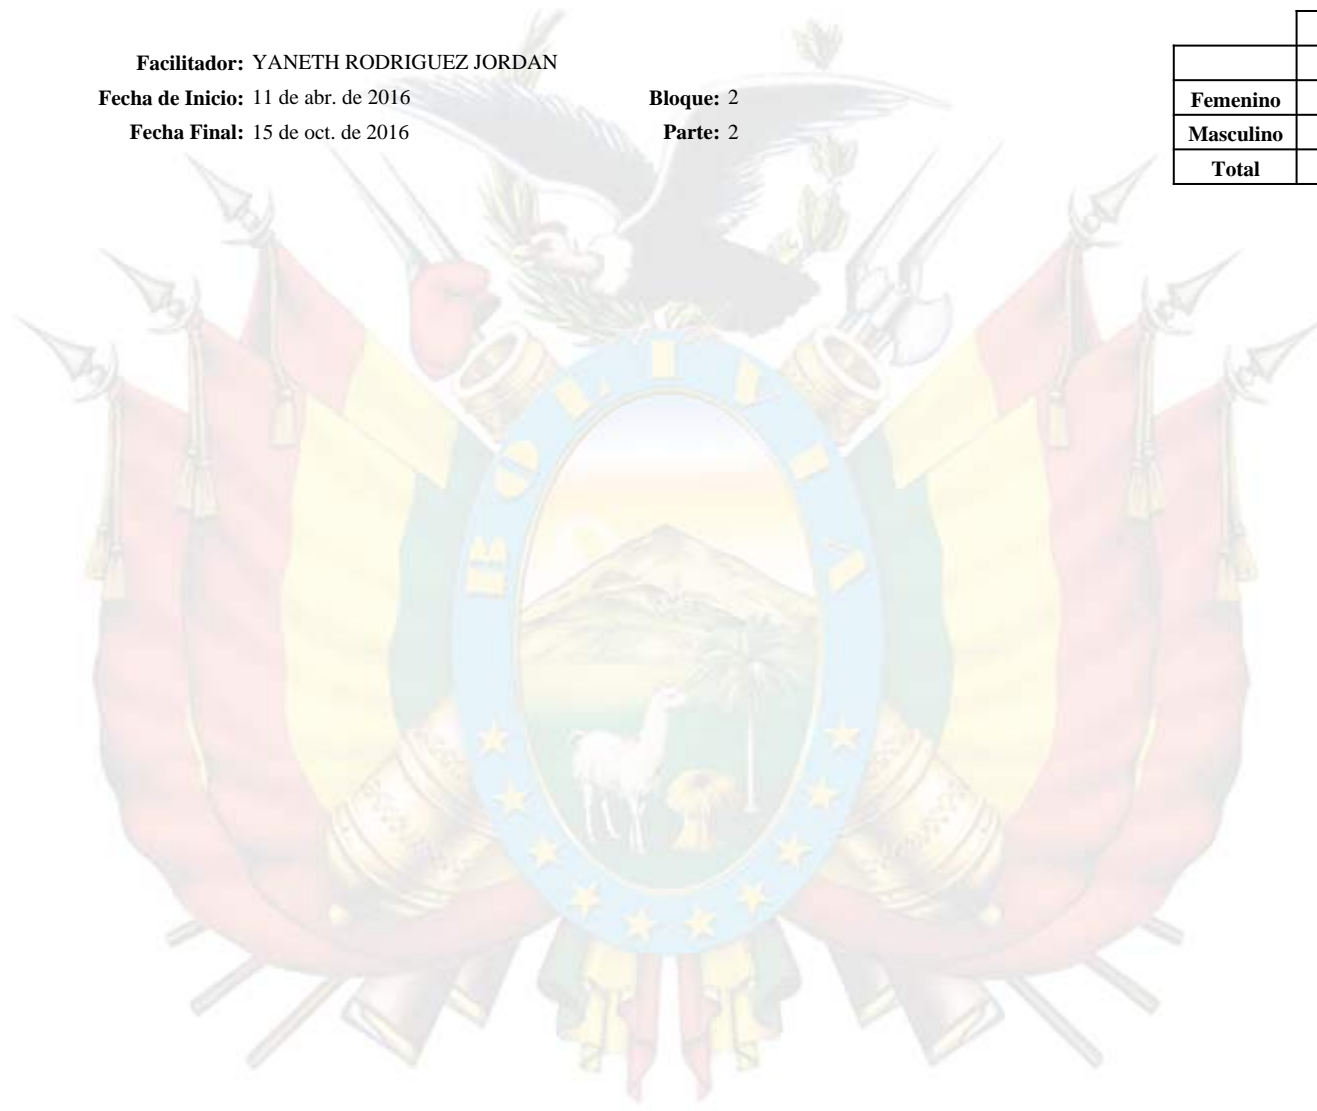 Facilitador: YANETH RODRIGUEZ JORDAN
Fecha de Inicio: 11 de abr. de 2016 Bloque: 2
Fecha Final: 15 de oct. de 2016 Parte: 2
Femenino
Masculino
Total
BOLIVIA